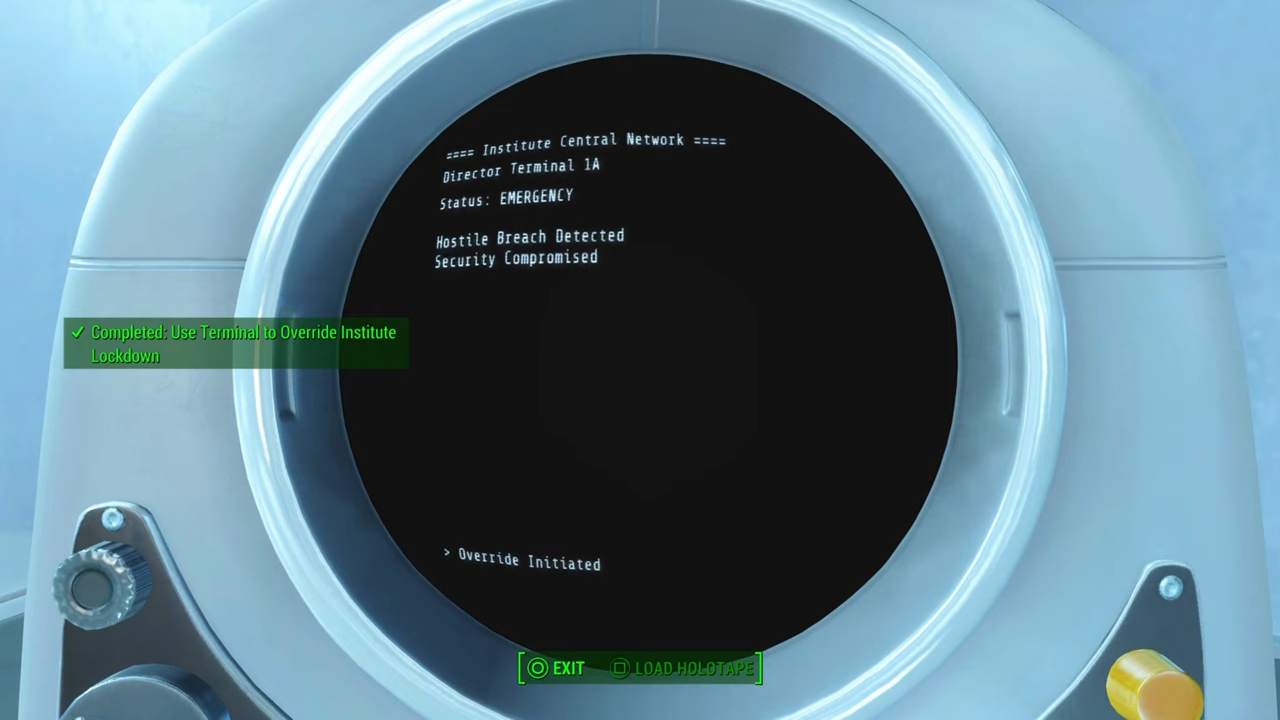 ==== Institute Central Network ====
Director Terminal 1A
Status: EMERGENCY
Hostile Breach Detected
Security Compromised
✓ Completed: Use Terminal to Override Institute
Lockdown
> Override Initiated
EXIT LOAD HOLOTAPE